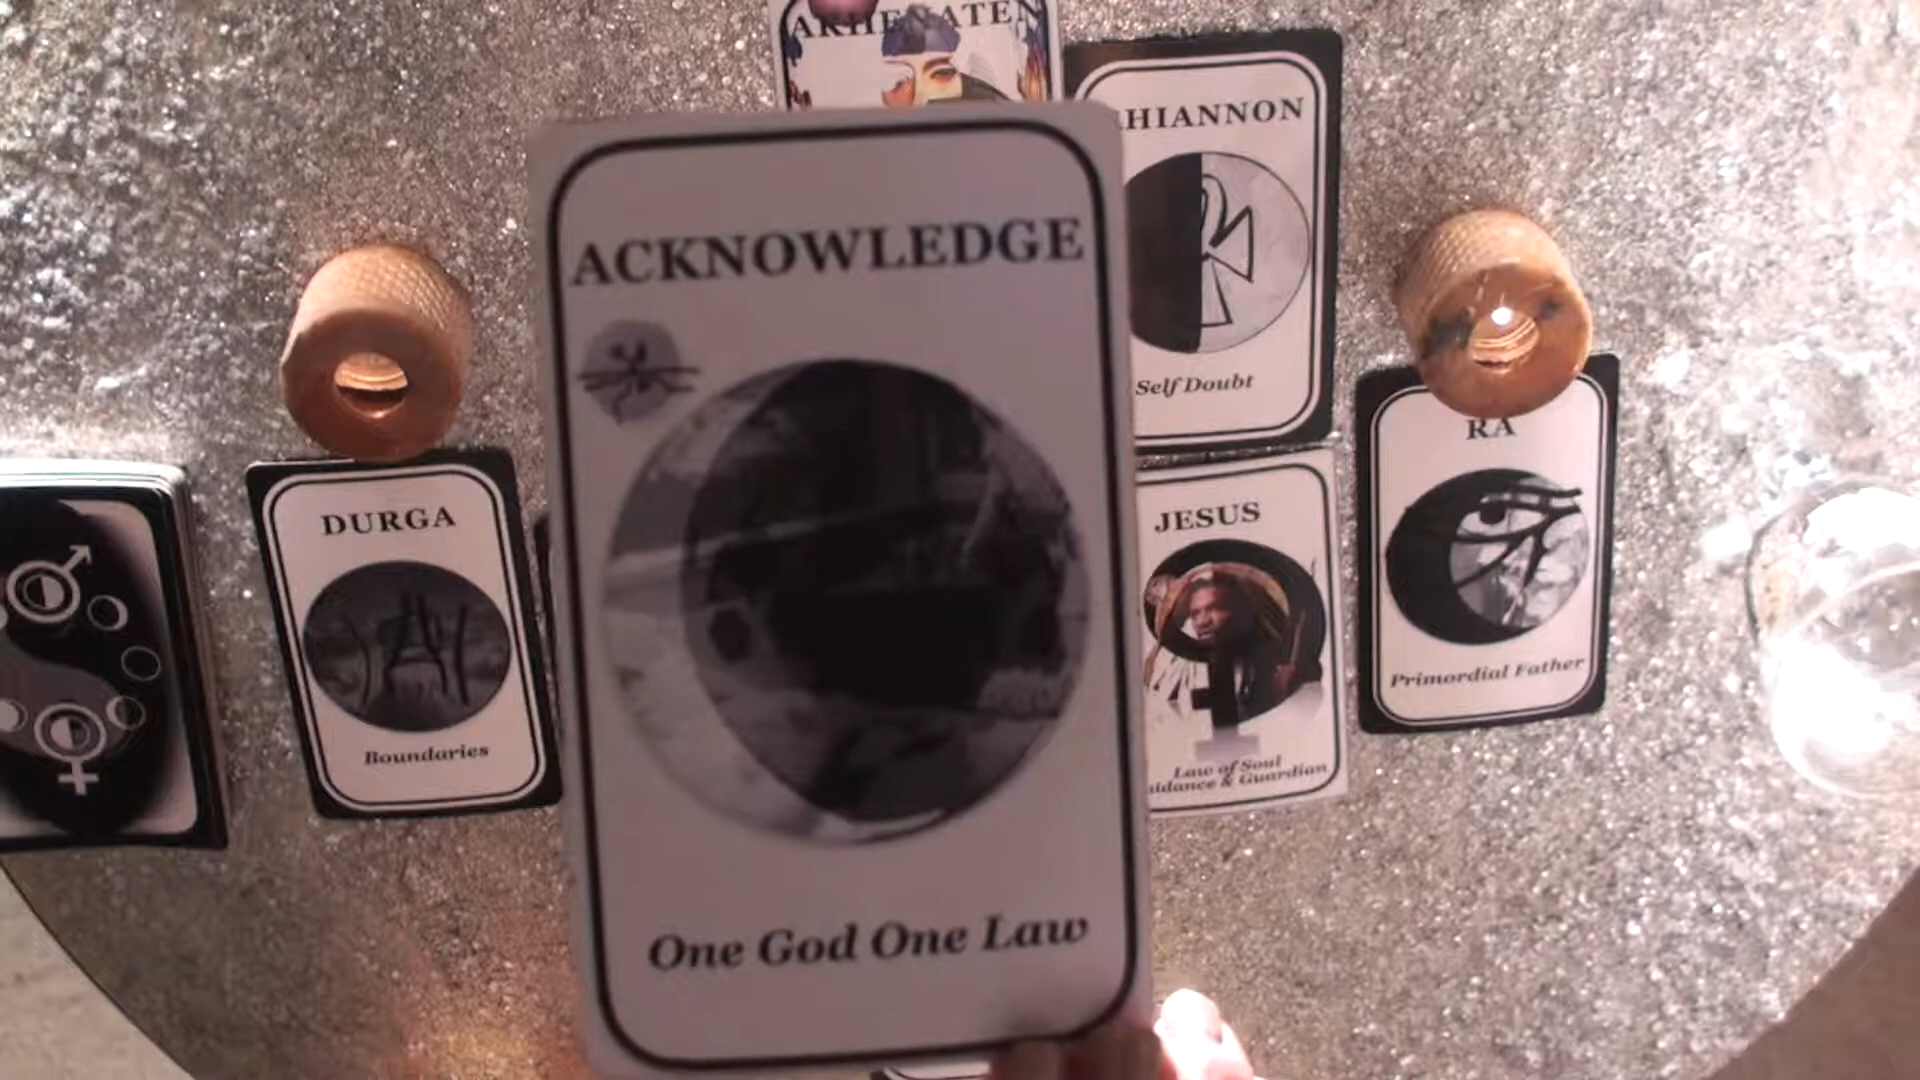 AKHENATEN
HIANNON
Self Doubt
ACKNOWLEDGE
One God One Law
DURGA
Boundaries
JESUS
Law of Soul
idance & Guardian
RA
Primordial Father